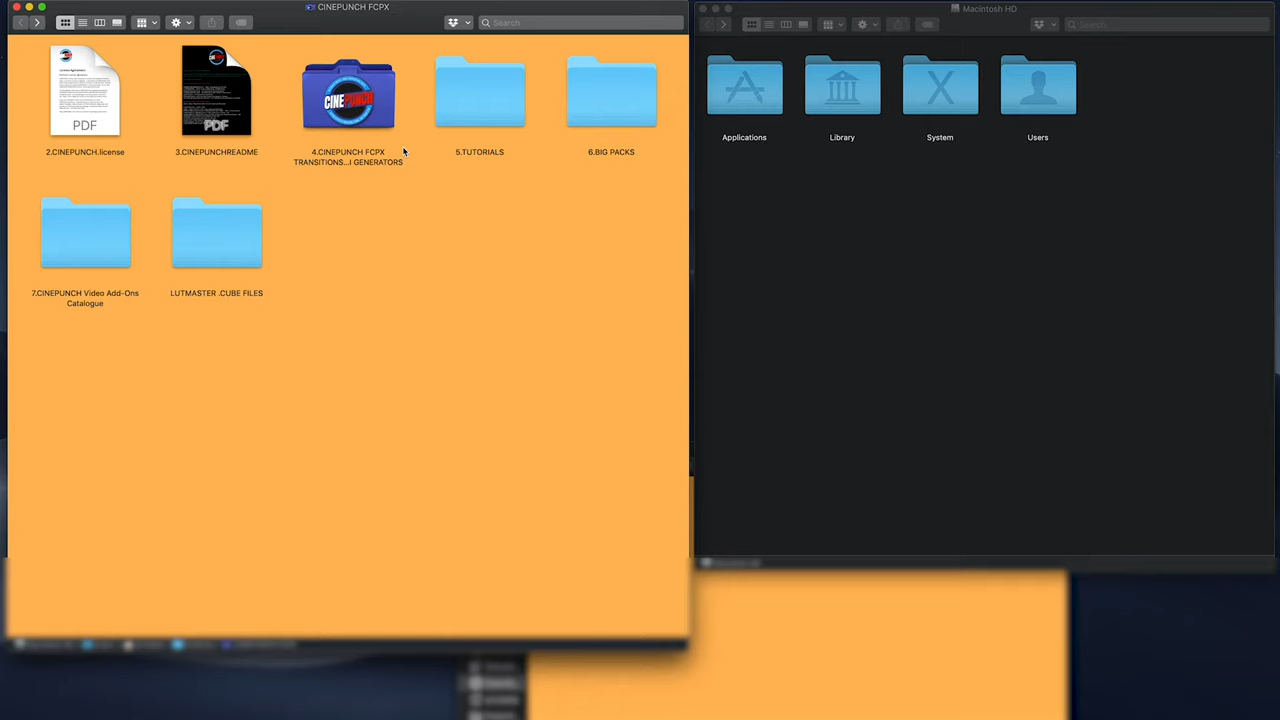 CINEPUNCH FCPX
Search
PDF
2.CINEPUNCH.license
PDF
3.CINEPUNCHREADME
CINEPUNCH
4.CINEPUNCH FCPX
TRANSITIONS...I GENERATORS
5.TUTORIALS
6.BIG PACKS
7.CINEPUNCH Video Add-Ons
Catalogue
LUTMASTER .CUBE FILES
Macintosh HD
Search
Applications
Library
System
Users